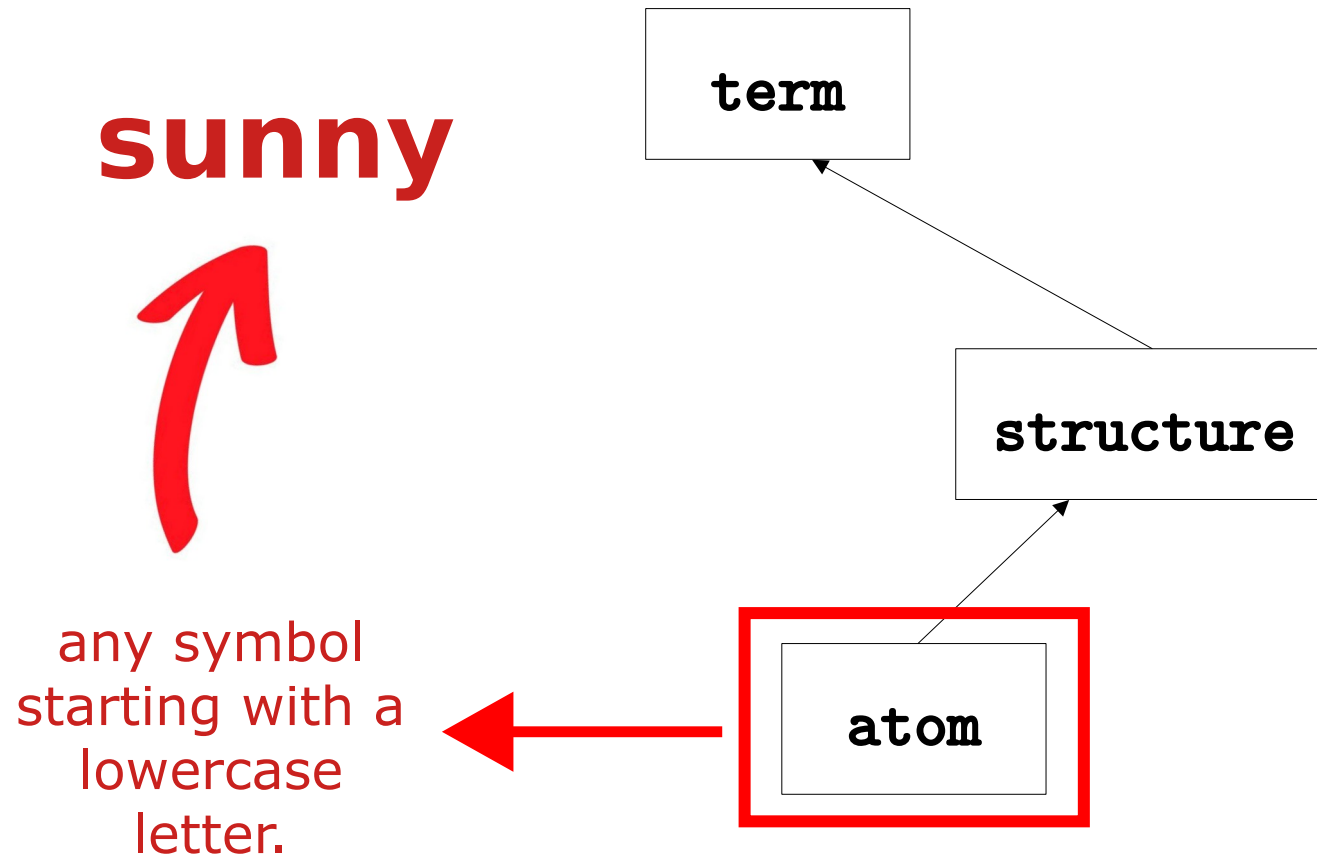 term
sunny
structure
any symbol
starting with a
lowercase
letter.
atom